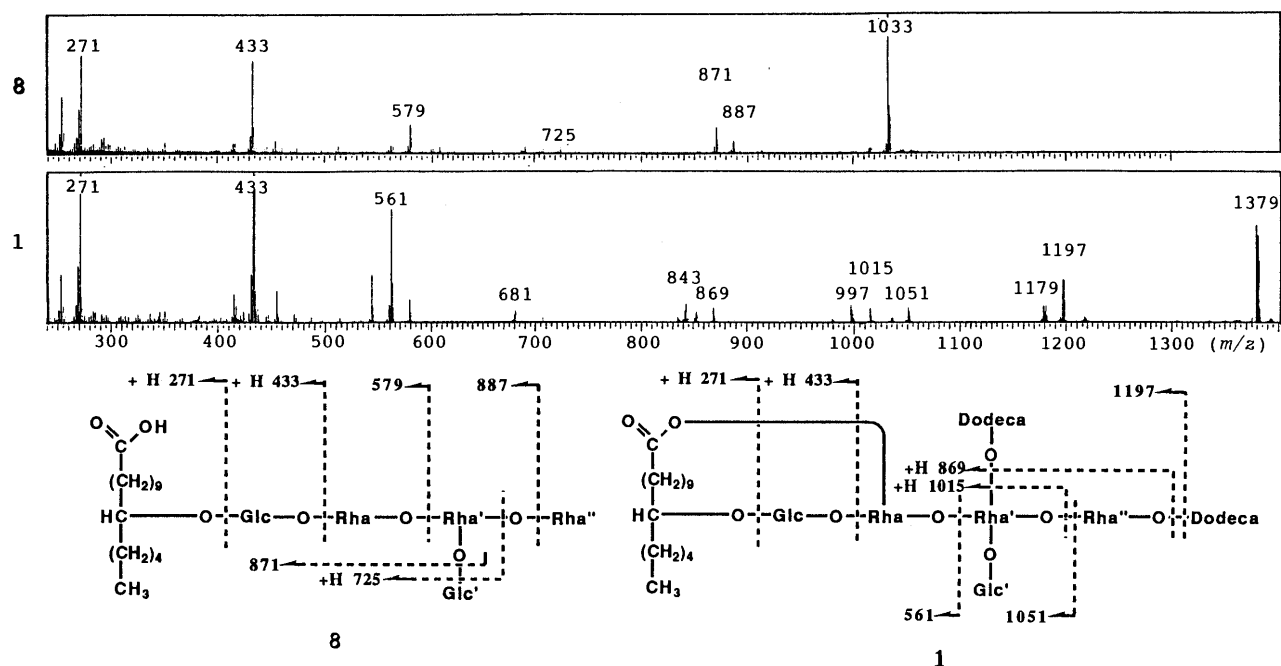 8
271
433
579
725
871
887
1033
1
271
433
561
681
843
869
997
1015
1051
1179
1197
1379
300
400
500
600
700
800
900
1000
1100
1200
1300 (m/z)
+ H 271
+ H 433
579
887
O
OH
C
(CH₂)₉
HC
O
Glc
O
Rha
O
Rha'
O
Rha''
(CH₂)₄
CH₃
871
+H 725
O
Glc'
8
+ H 271
+ H 433
1197
O
O
C
Dodeca
O
+H 869
+H 1015
(CH₂)₉
HC
O
Glc
O
Rha
O
Rha'
O
Rha''
O
Dodeca
(CH₂)₄
CH₃
O
Glc'
561
1051
1